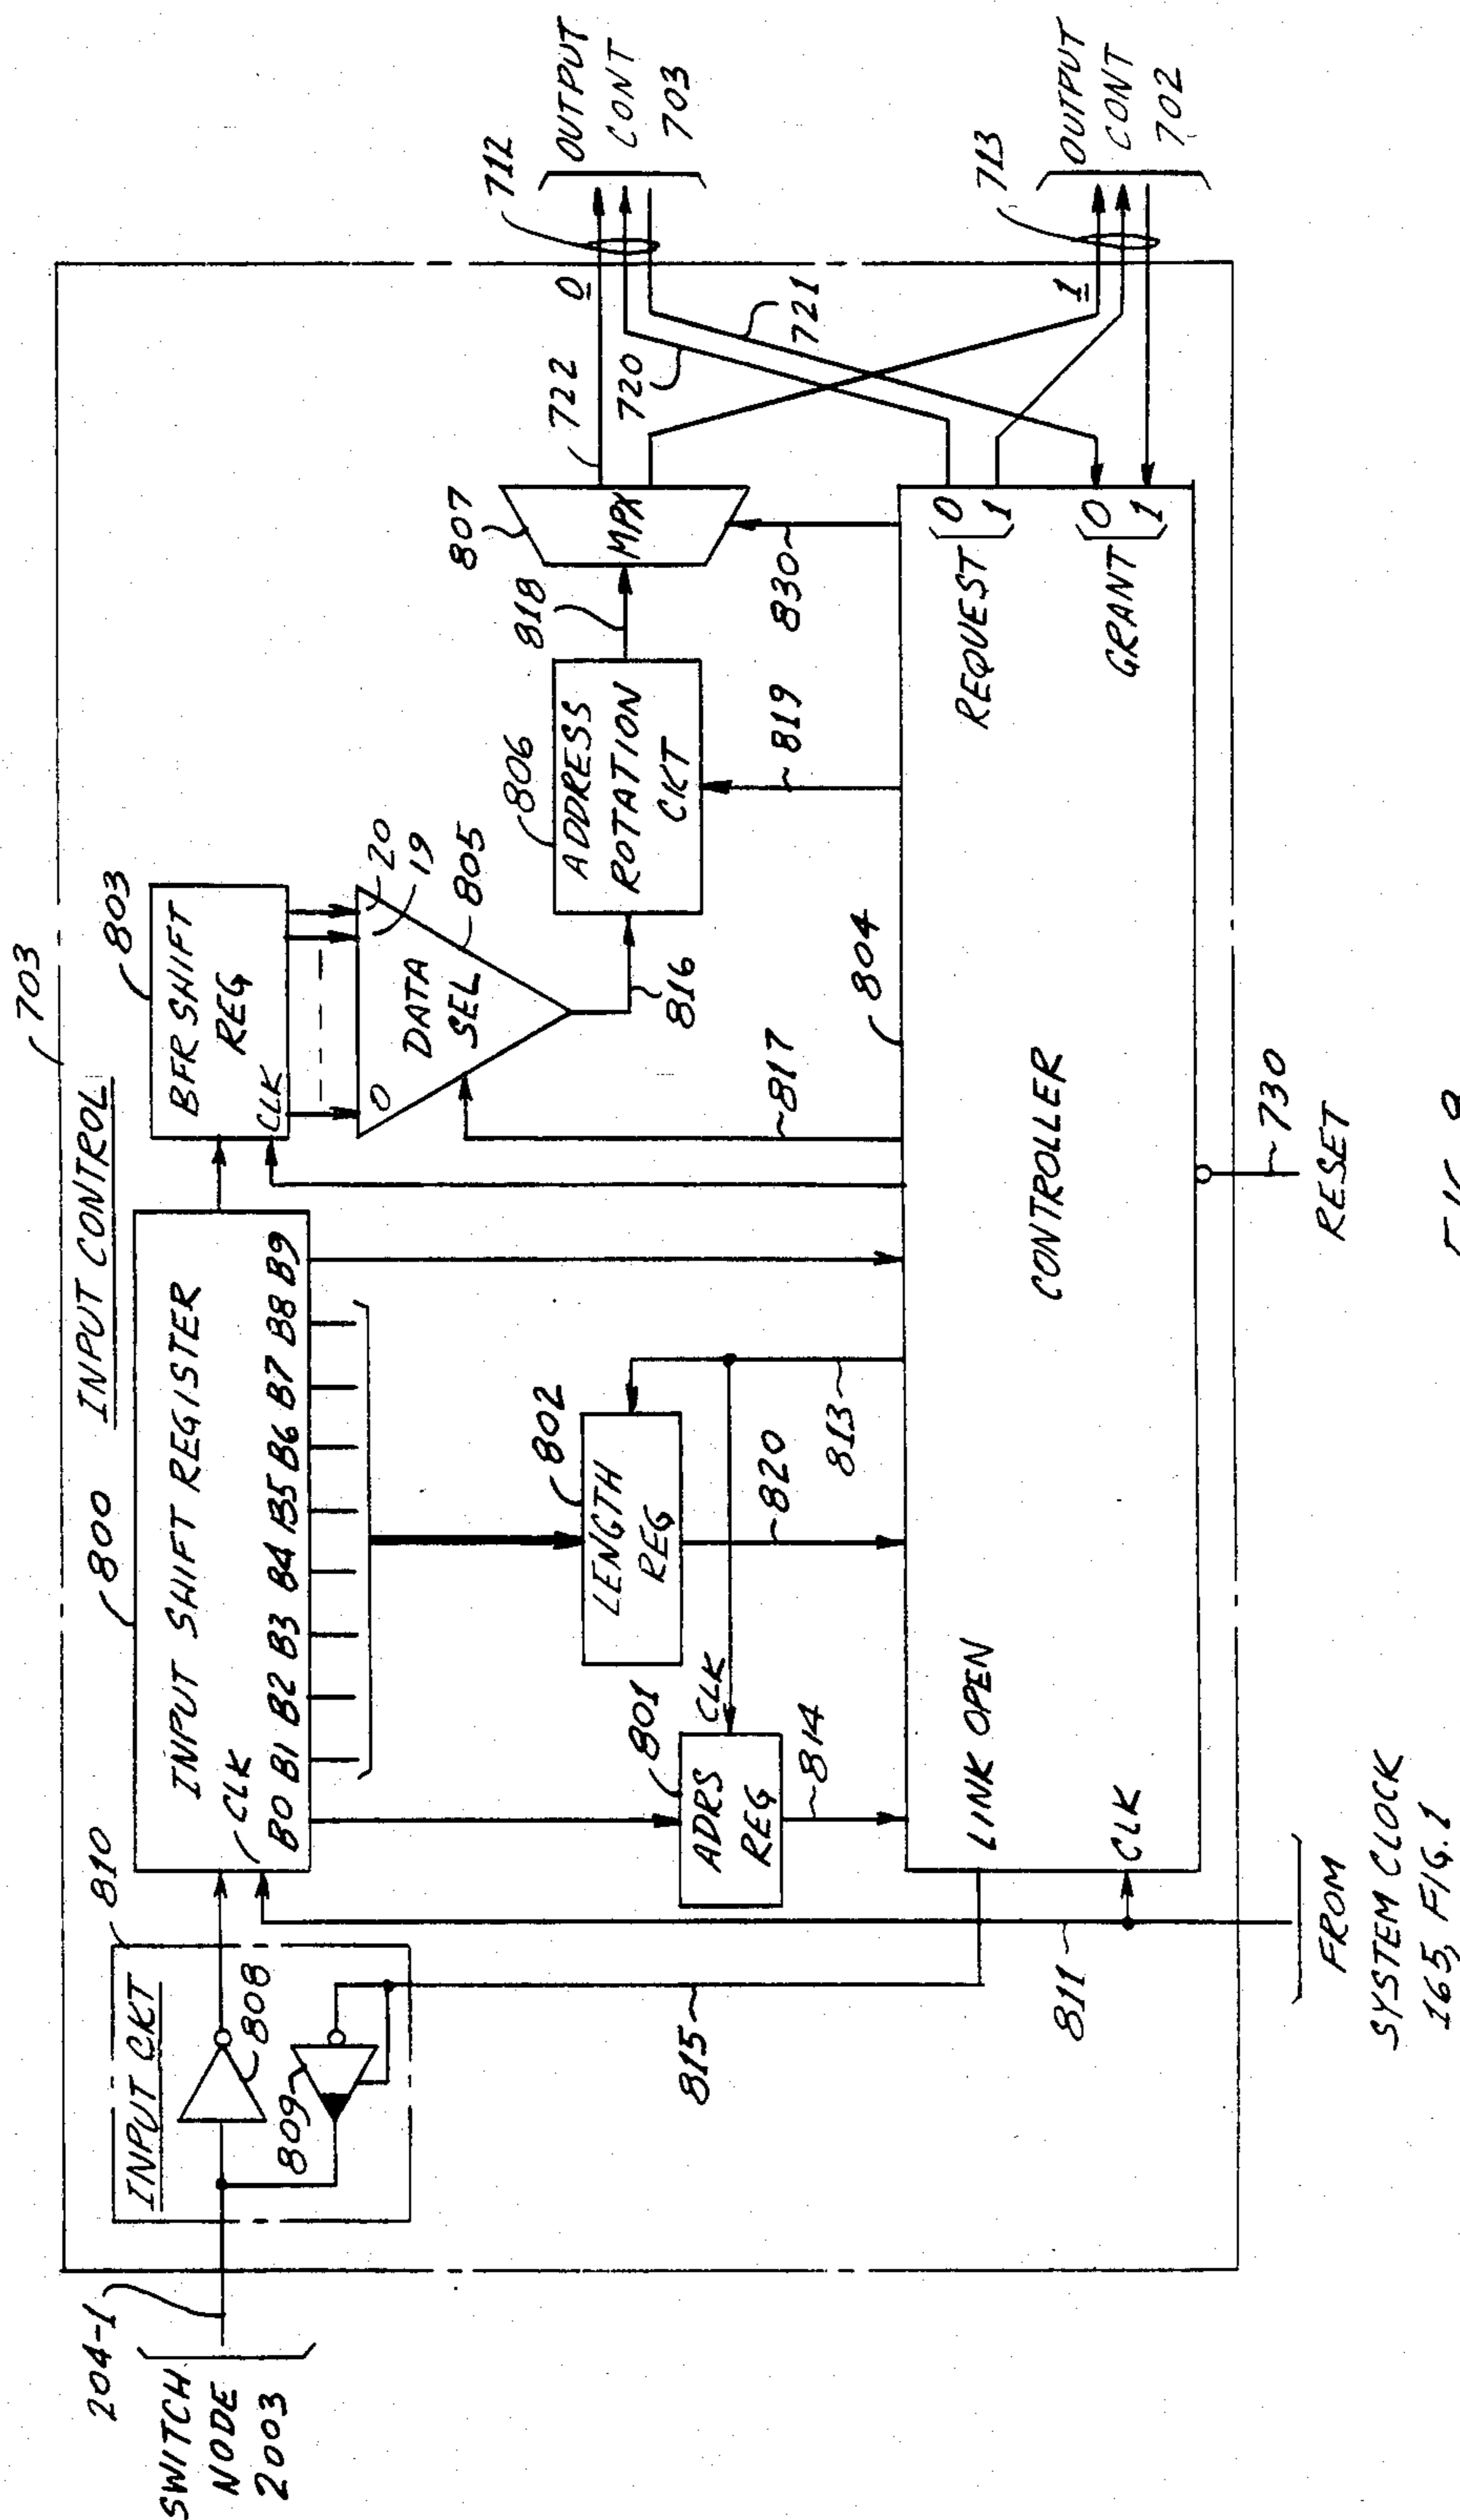 INPUT CONTROL
703
204-1
SWITCH
NODE
2003
INPUT CKT
810
808
809
800
INPUT SHIFT REGISTER
CLK
B0 B1 B2 B3 B4 B5 B6 B7 B8 B9
803
BFR SHIFT
REG
CLK
0
20
19
DATA
SEL
805
816
806
ADDRESS
ROTATION
CKT
818
807
MPX
722
720
721
0
1
712
OUTPUT
CONT
703
713
OUTPUT
CONT
702
802
LENGTH
REG
801
ADRS
REG
CLK
814
820
813
817
804
819
830
815
811
LINK OPEN
CLK
CONTROLLER
REQUEST
0
1
GRANT
0
1
730
RESET
FROM
SYSTEM CLOCK
165, FIG.1